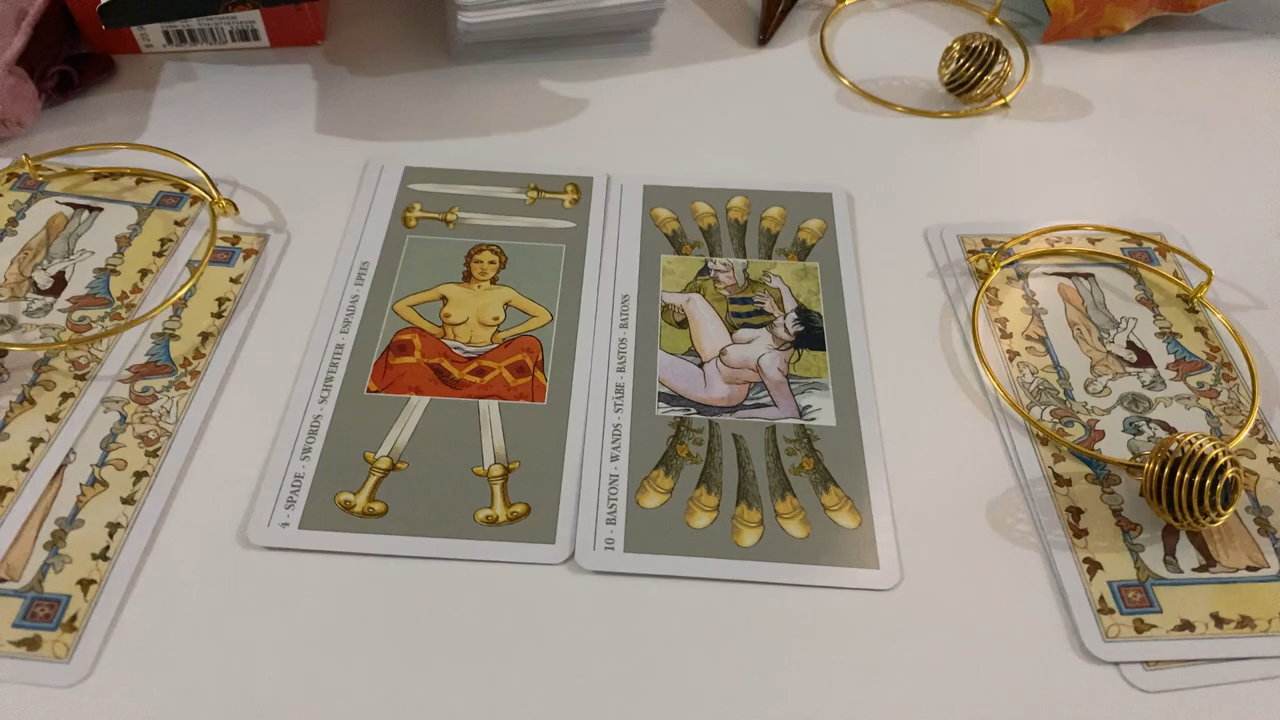 4 - SPADE - SWORDS - SCHWERTER - ESPADAS - EPEES
10 - BASTONI - WANDS - STÄBE - BASTOS - BATONS